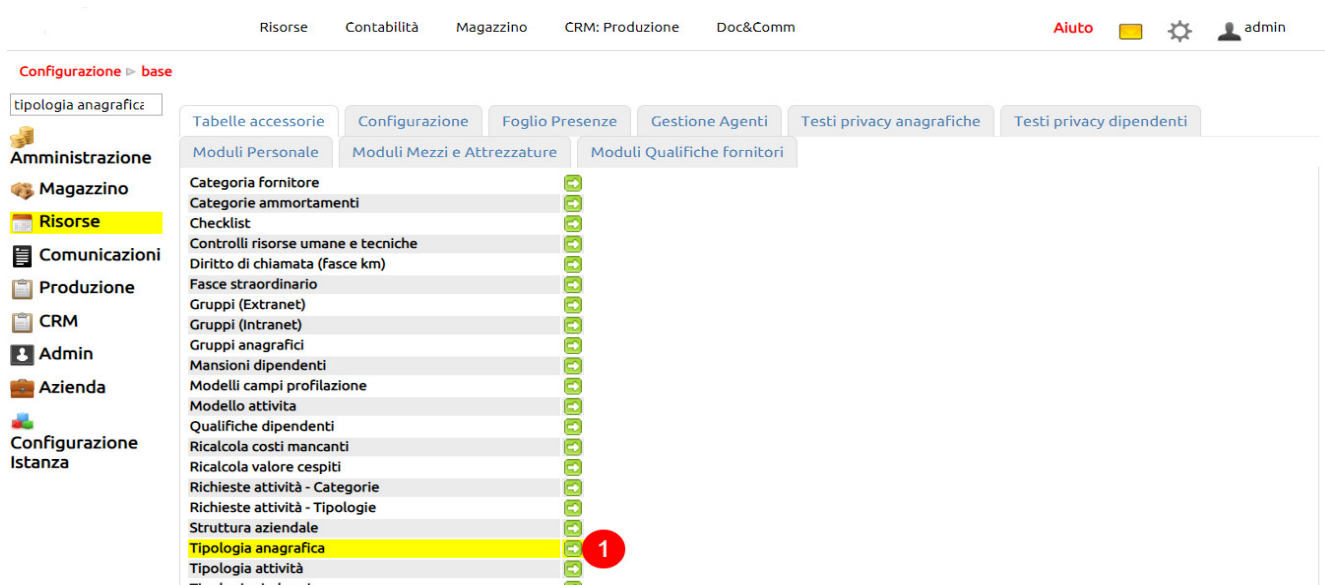 Risorse Contabilità Magazzino CRM: Produzione Doc&Comm Aiuto admin
Configurazione ▹ base
tipologia anagrafica
Amministrazione
Magazzino
Risorse
Comunicazioni
Produzione
CRM
Admin
Azienda
Configurazione
Istanza
Tabelle accessorie Configurazione Foglio Presenze Gestione Agenti Testi privacy anagrafiche Testi privacy dipendenti
Moduli Personale Moduli Mezzi e Attrezzature Moduli Qualifiche fornitori
Categoria fornitore
Categorie ammortamenti
Checklist
Controlli risorse umane e tecniche
Diritto di chiamata (fasce km)
Fasce straordinario
Gruppi (Extranet)
Gruppi (Intranet)
Gruppi anagrafici
Mansioni dipendenti
Modelli campi profilazione
Modello attivita
Qualifiche dipendenti
Ricalcola costi mancanti
Ricalcola valore cespiti
Richieste attività - Categorie
Richieste attività - Tipologie
Struttura aziendale
Tipologia anagrafica 1
Tipologia attività